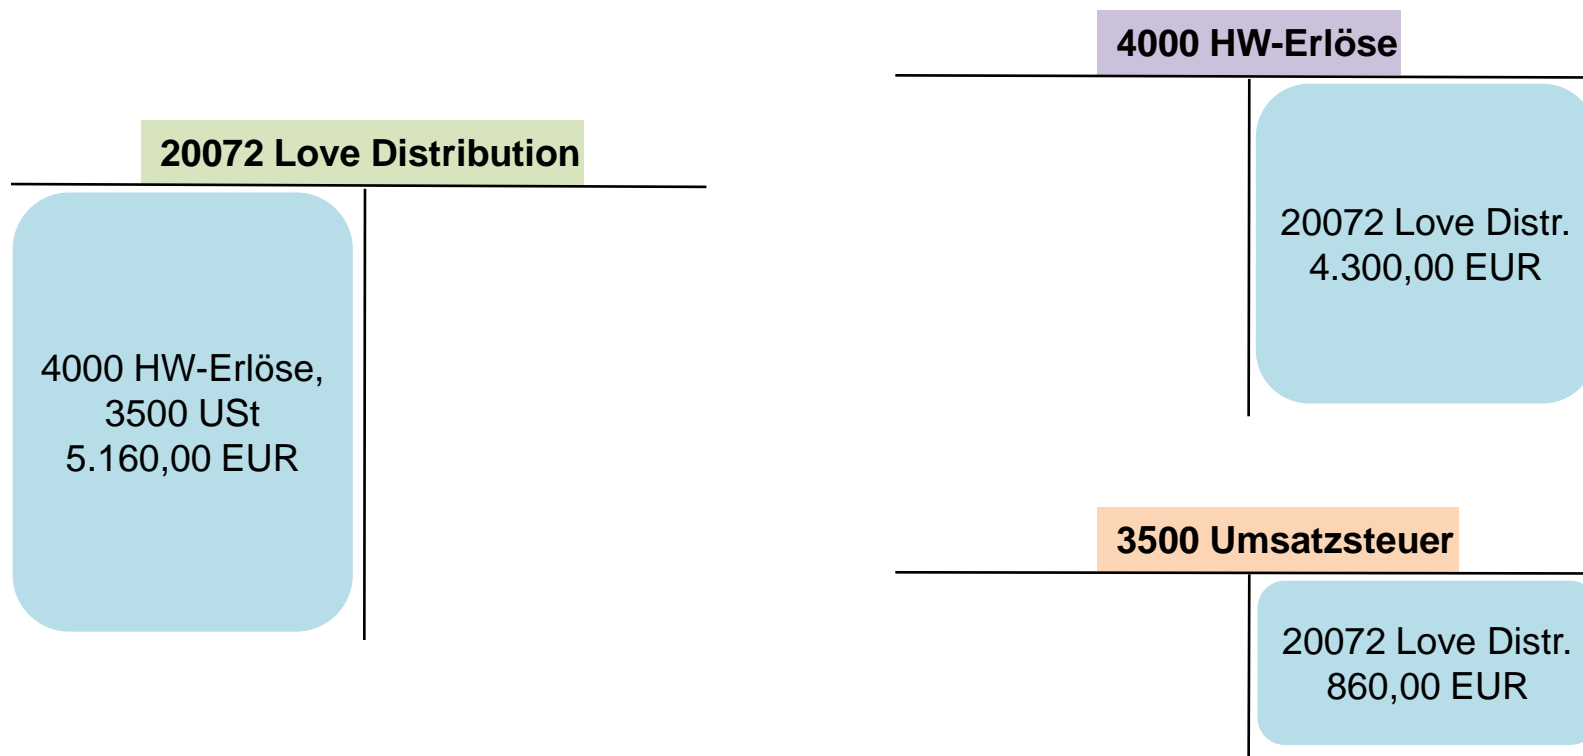 20072 Love Distribution
4000 HW-Erlöse,
3500 USt
5.160,00 EUR
4000 HW-Erlöse
20072 Love Distr.
4.300,00 EUR
3500 Umsatzsteuer
20072 Love Distr.
860,00 EUR